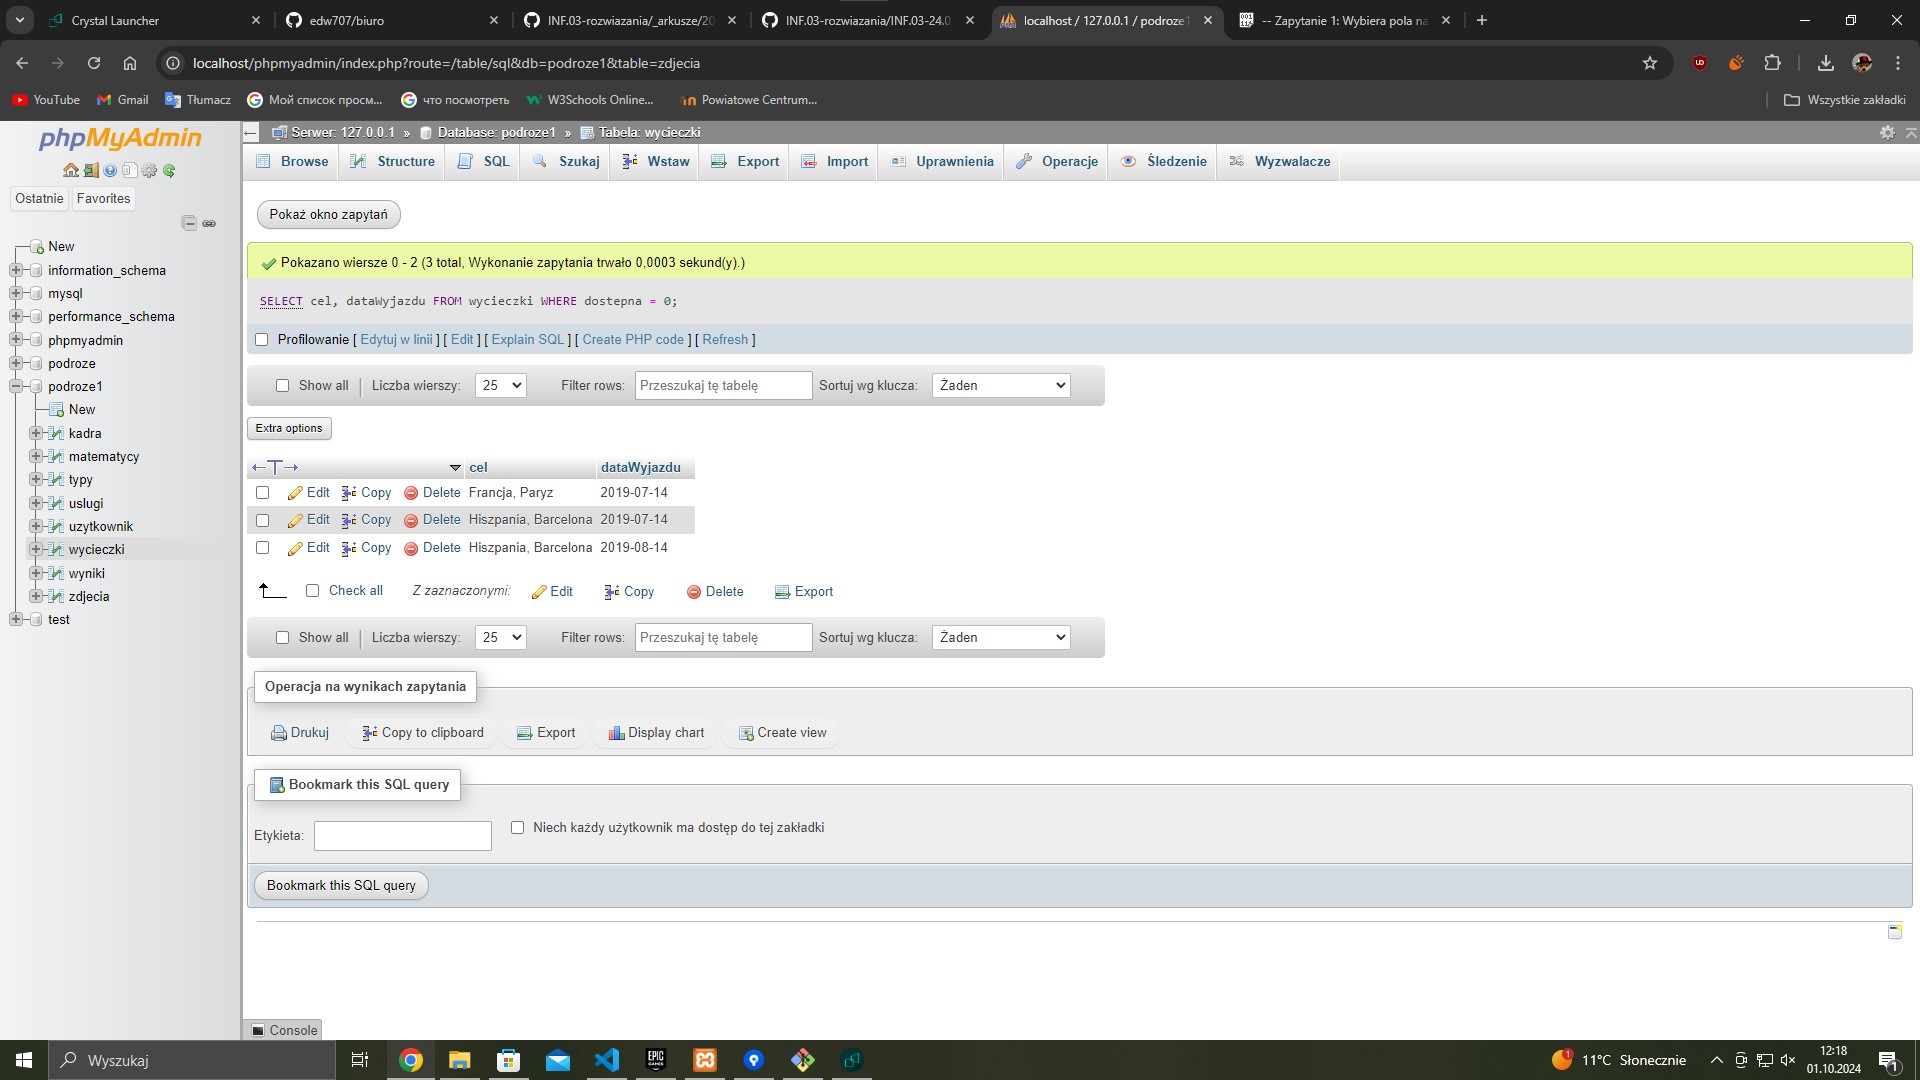 Crystal Launcher
edw707/biuro
INF.03-rozwiazania/_arkusze/20
INF.03-rozwiazania/INF.03-24.0
localhost / 127.0.0.1 / podroze1
-- Zapytanie 1: Wybiera pola na
localhost/phpmyadmin/index.php?route=/table/sql&db=podroze1&table=zdjecia
YouTube
Gmail
Tłumacz
Мой список просм...
что посмотреть
W3Schools Online...
Powiatowe Centrum...
Wszystkie zakładki
phpMyAdmin
Ostatnie
Favorites
New
information_schema
mysql
performance_schema
phpmyadmin
podroze
podroze1
New
kadra
matematycy
typy
uslugi
uzytkownik
wycieczki
wyniki
zdjecia
test
Serwer: 127.0.0.1 » Database: podroze1 » Tabela: wycieczki
Browse
Structure
SQL
Szukaj
Wstaw
Export
Import
Uprawnienia
Operacje
Śledzenie
Wyzwalacze
Pokaż okno zapytań
Pokazano wiersze 0 - 2 (3 total, Wykonanie zapytania trwało 0,0003 sekund(y).)
SELECT cel, dataWyjazdu FROM wycieczki WHERE dostepna = 0;
Profilowanie [ Edytuj w linii ] [ Edit ] [ Explain SQL ] [ Create PHP code ] [ Refresh ]
Show all | Liczba wierszy: 25 Filter rows: Przeszukaj tę tabelę Sortuj wg klucza: Żaden
Extra options
←T→ cel dataWyjazdu
Edit Copy Delete Francja, Paryz 2019-07-14
Edit Copy Delete Hiszpania, Barcelona 2019-07-14
Edit Copy Delete Hiszpania, Barcelona 2019-08-14
Check all Z zaznaczonymi: Edit Copy Delete Export
Show all | Liczba wierszy: 25 Filter rows: Przeszukaj tę tabelę Sortuj wg klucza: Żaden
Operacja na wynikach zapytania
Drukuj Copy to clipboard Export Display chart Create view
Bookmark this SQL query
Etykieta: Niech każdy użytkownik ma dostęp do tej zakładki
Bookmark this SQL query
Console
Wyszukaj
EPIC GAMES
11°C Słonecznie
12:18
01.10.2024